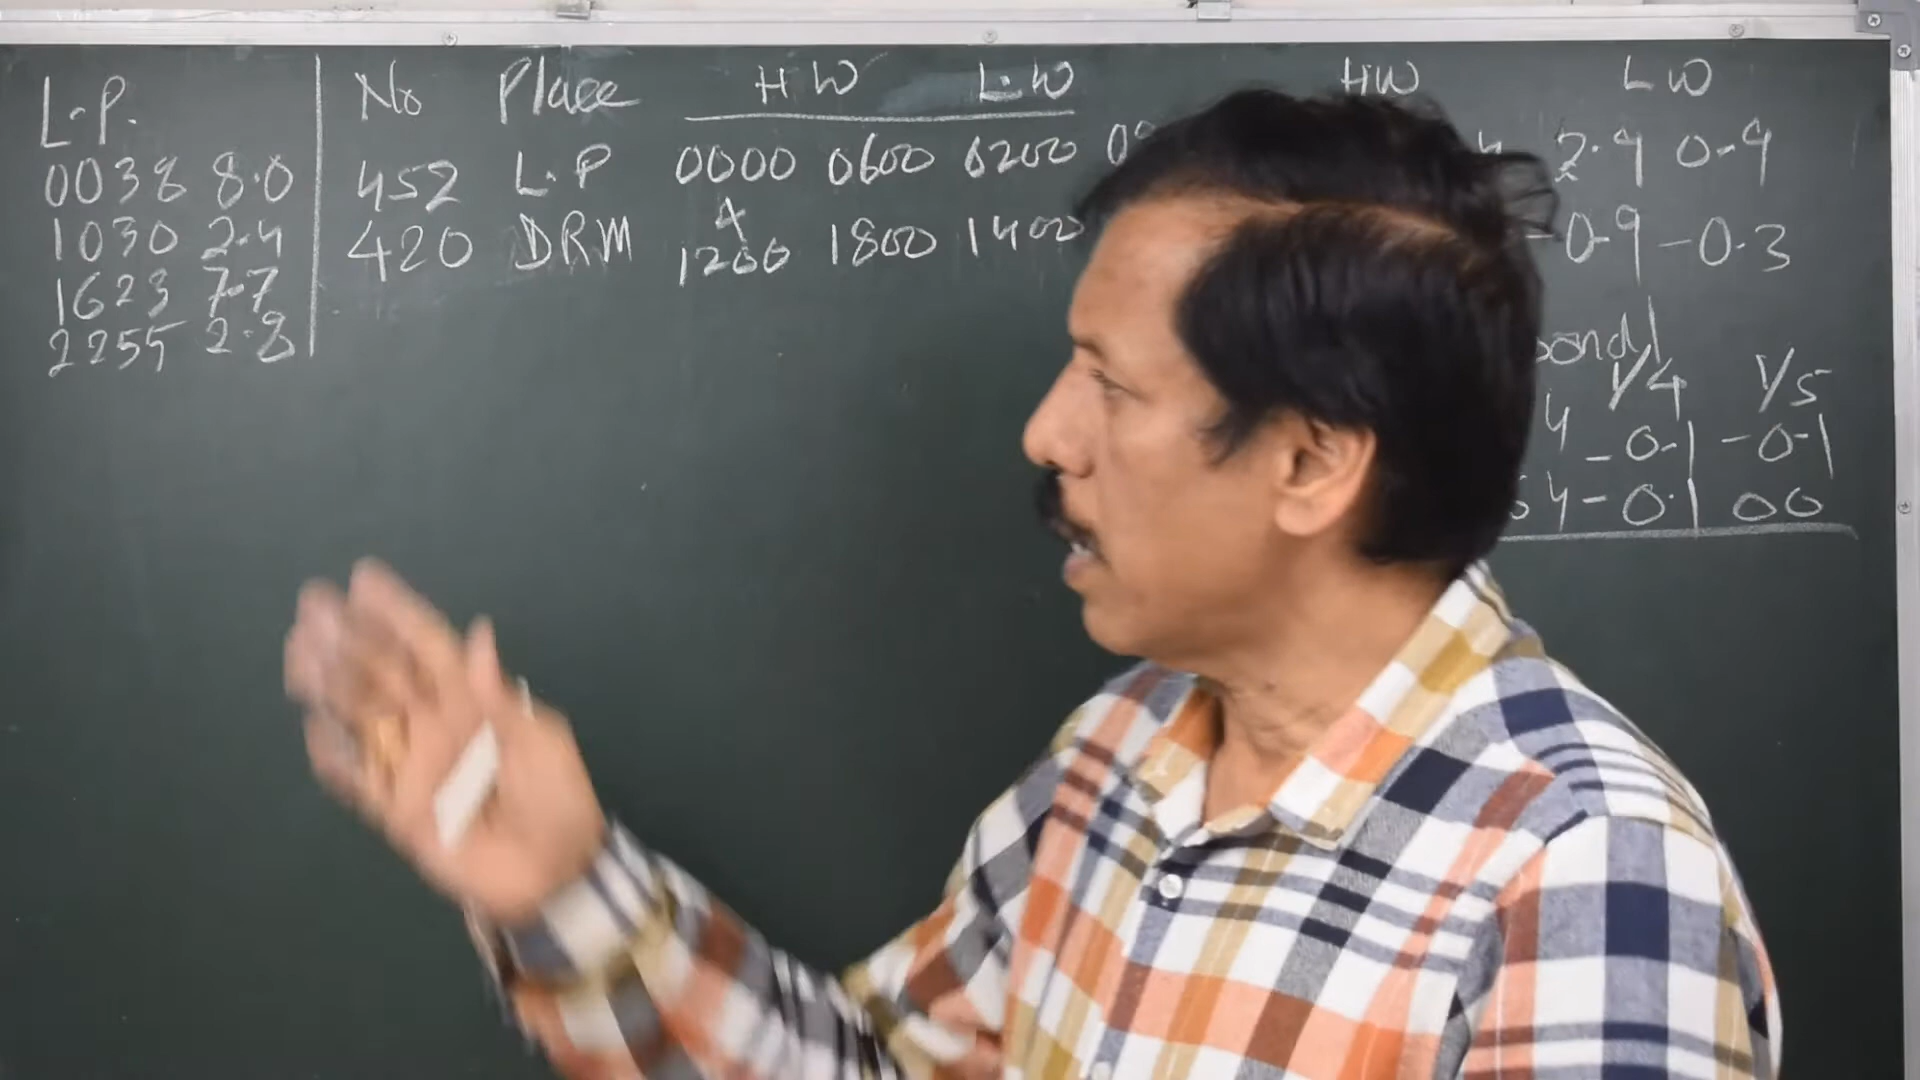 L.P.
0038 8.0
1030 2.4
1623 7.7
2255 2.8
No Place HW L.W HW LW
452 L.P 0000 0600 0200 2.9 0.9
420 DRM & 1200 1800 1400 -0.9 -0.3
1/4 1/5
4 -0.1 -0.1
4 -0.1 00